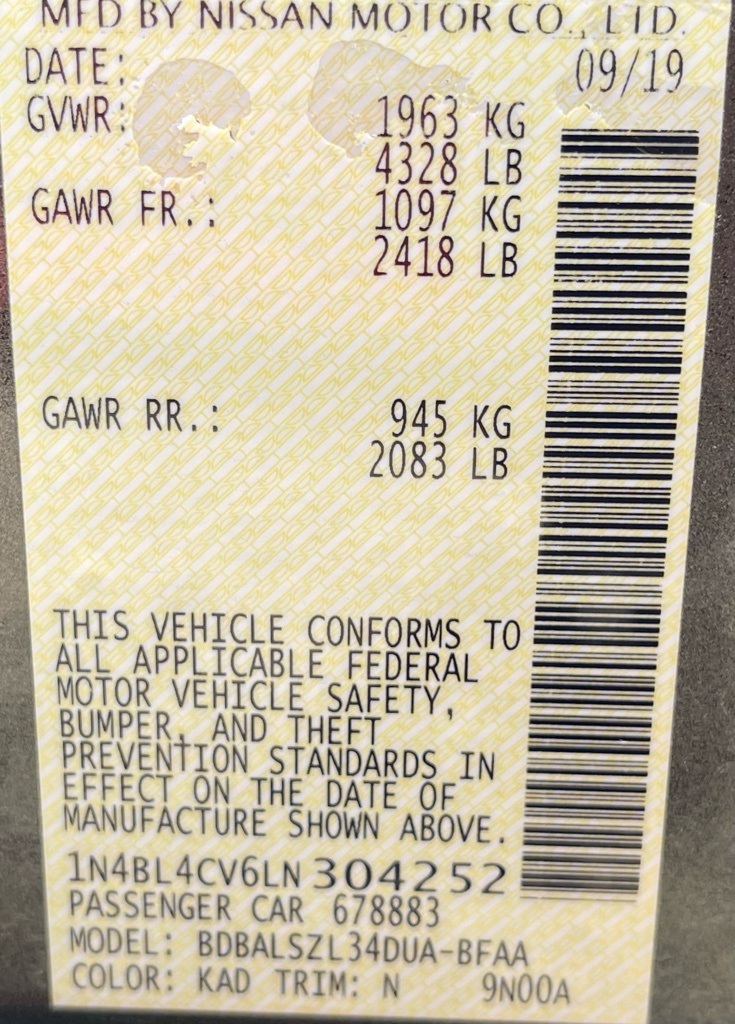 MFD BY NISSAN MOTOR CO., LTD.
DATE: 09/19
GVWR: 1963 KG
4328 LB
GAWR FR.: 1097 KG
2418 LB
GAWR RR.: 945 KG
2083 LB
THIS VEHICLE CONFORMS TO
ALL APPLICABLE FEDERAL
MOTOR VEHICLE SAFETY,
BUMPER, AND THEFT
PREVENTION STANDARDS IN
EFFECT ON THE DATE OF
MANUFACTURE SHOWN ABOVE.
1N4BL4CV6LN304252
PASSENGER CAR 678883
MODEL: BDBALSZL34DUA-BFAA
COLOR: KAD TRIM: N 9N00A